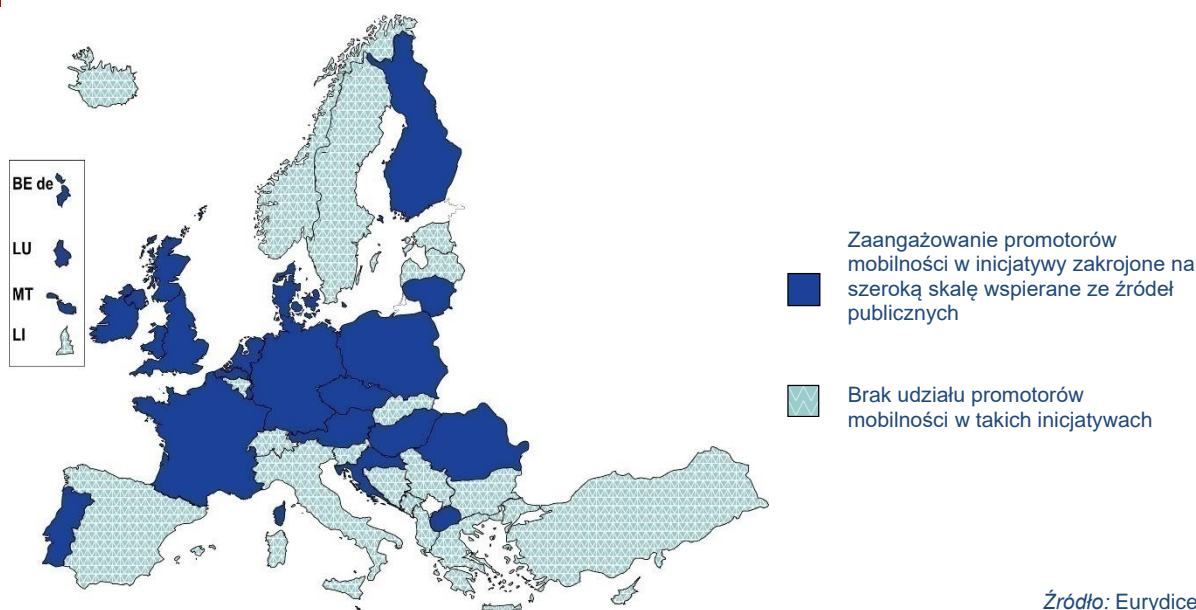 BE de
LU
MT
LI
Zaangażowanie promotorów
mobilności w inicjatywy zakrojone na
szeroką skalę wspierane ze źródeł
publicznych
Brak udziału promotorów
mobilności w takich inicjatywach
Źródło: Eurydice